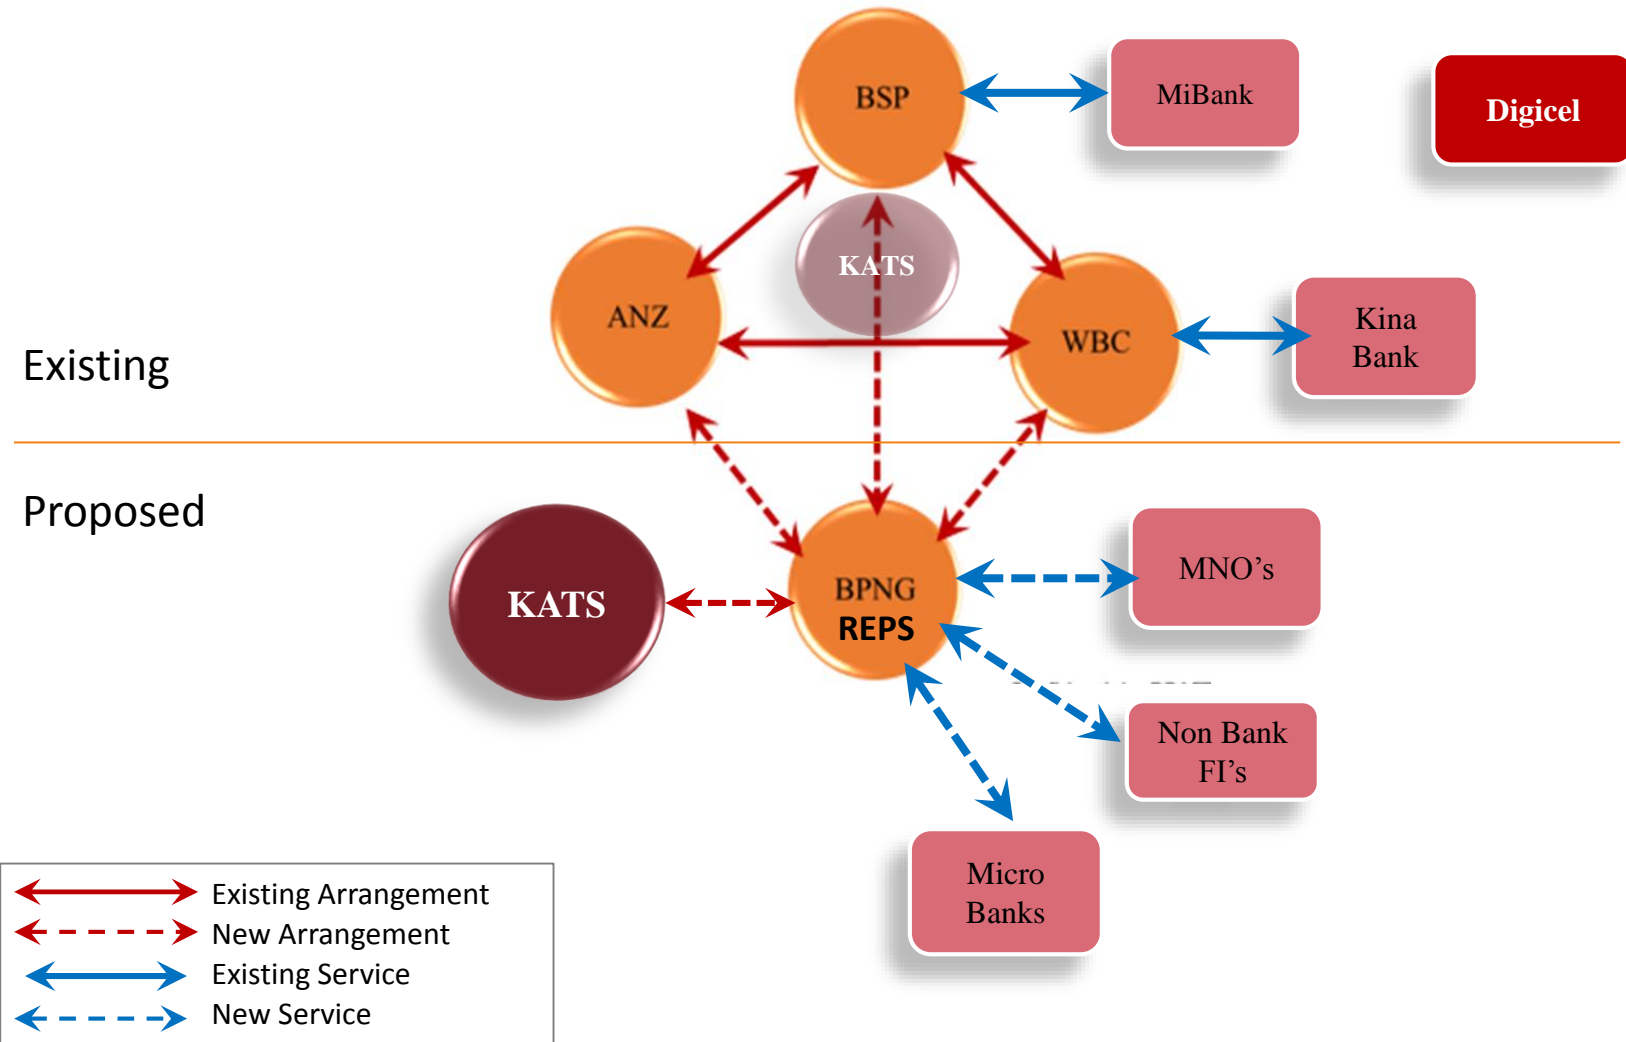 BSP
MiBank
Digicel
KATS
ANZ
WBC
Kina
Bank
Existing
Proposed
KATS
BPNG
REPS
MNO's
Non Bank
FI's
Micro
Banks
Existing Arrangement
New Arrangement
Existing Service
New Service